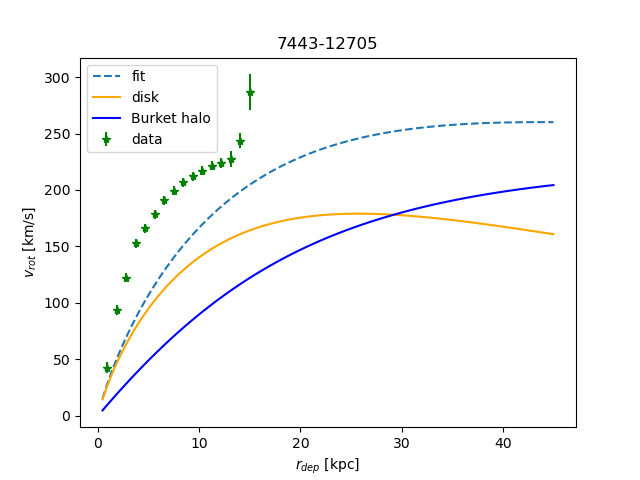 7443-12705
fit
disk
Burket halo
data
300
250
200
150
100
50
0
v_rot [km/s]
0 10 20 30 40
r_dep [kpc]